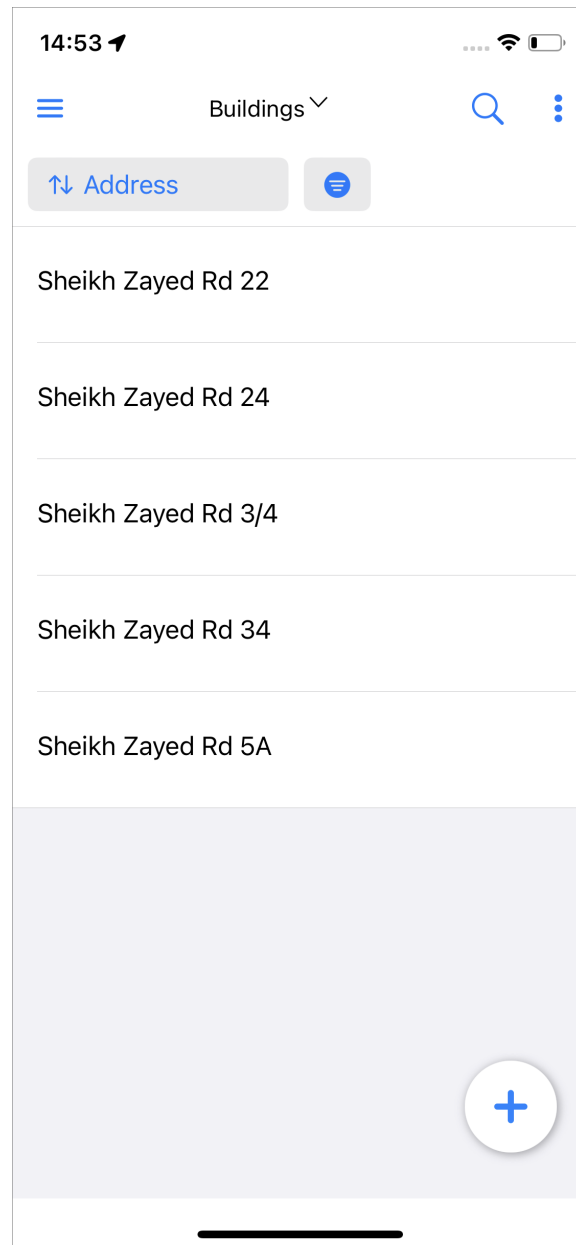 14:53
Buildings
Address
Sheikh Zayed Rd 22
Sheikh Zayed Rd 24
Sheikh Zayed Rd 3/4
Sheikh Zayed Rd 34
Sheikh Zayed Rd 5A